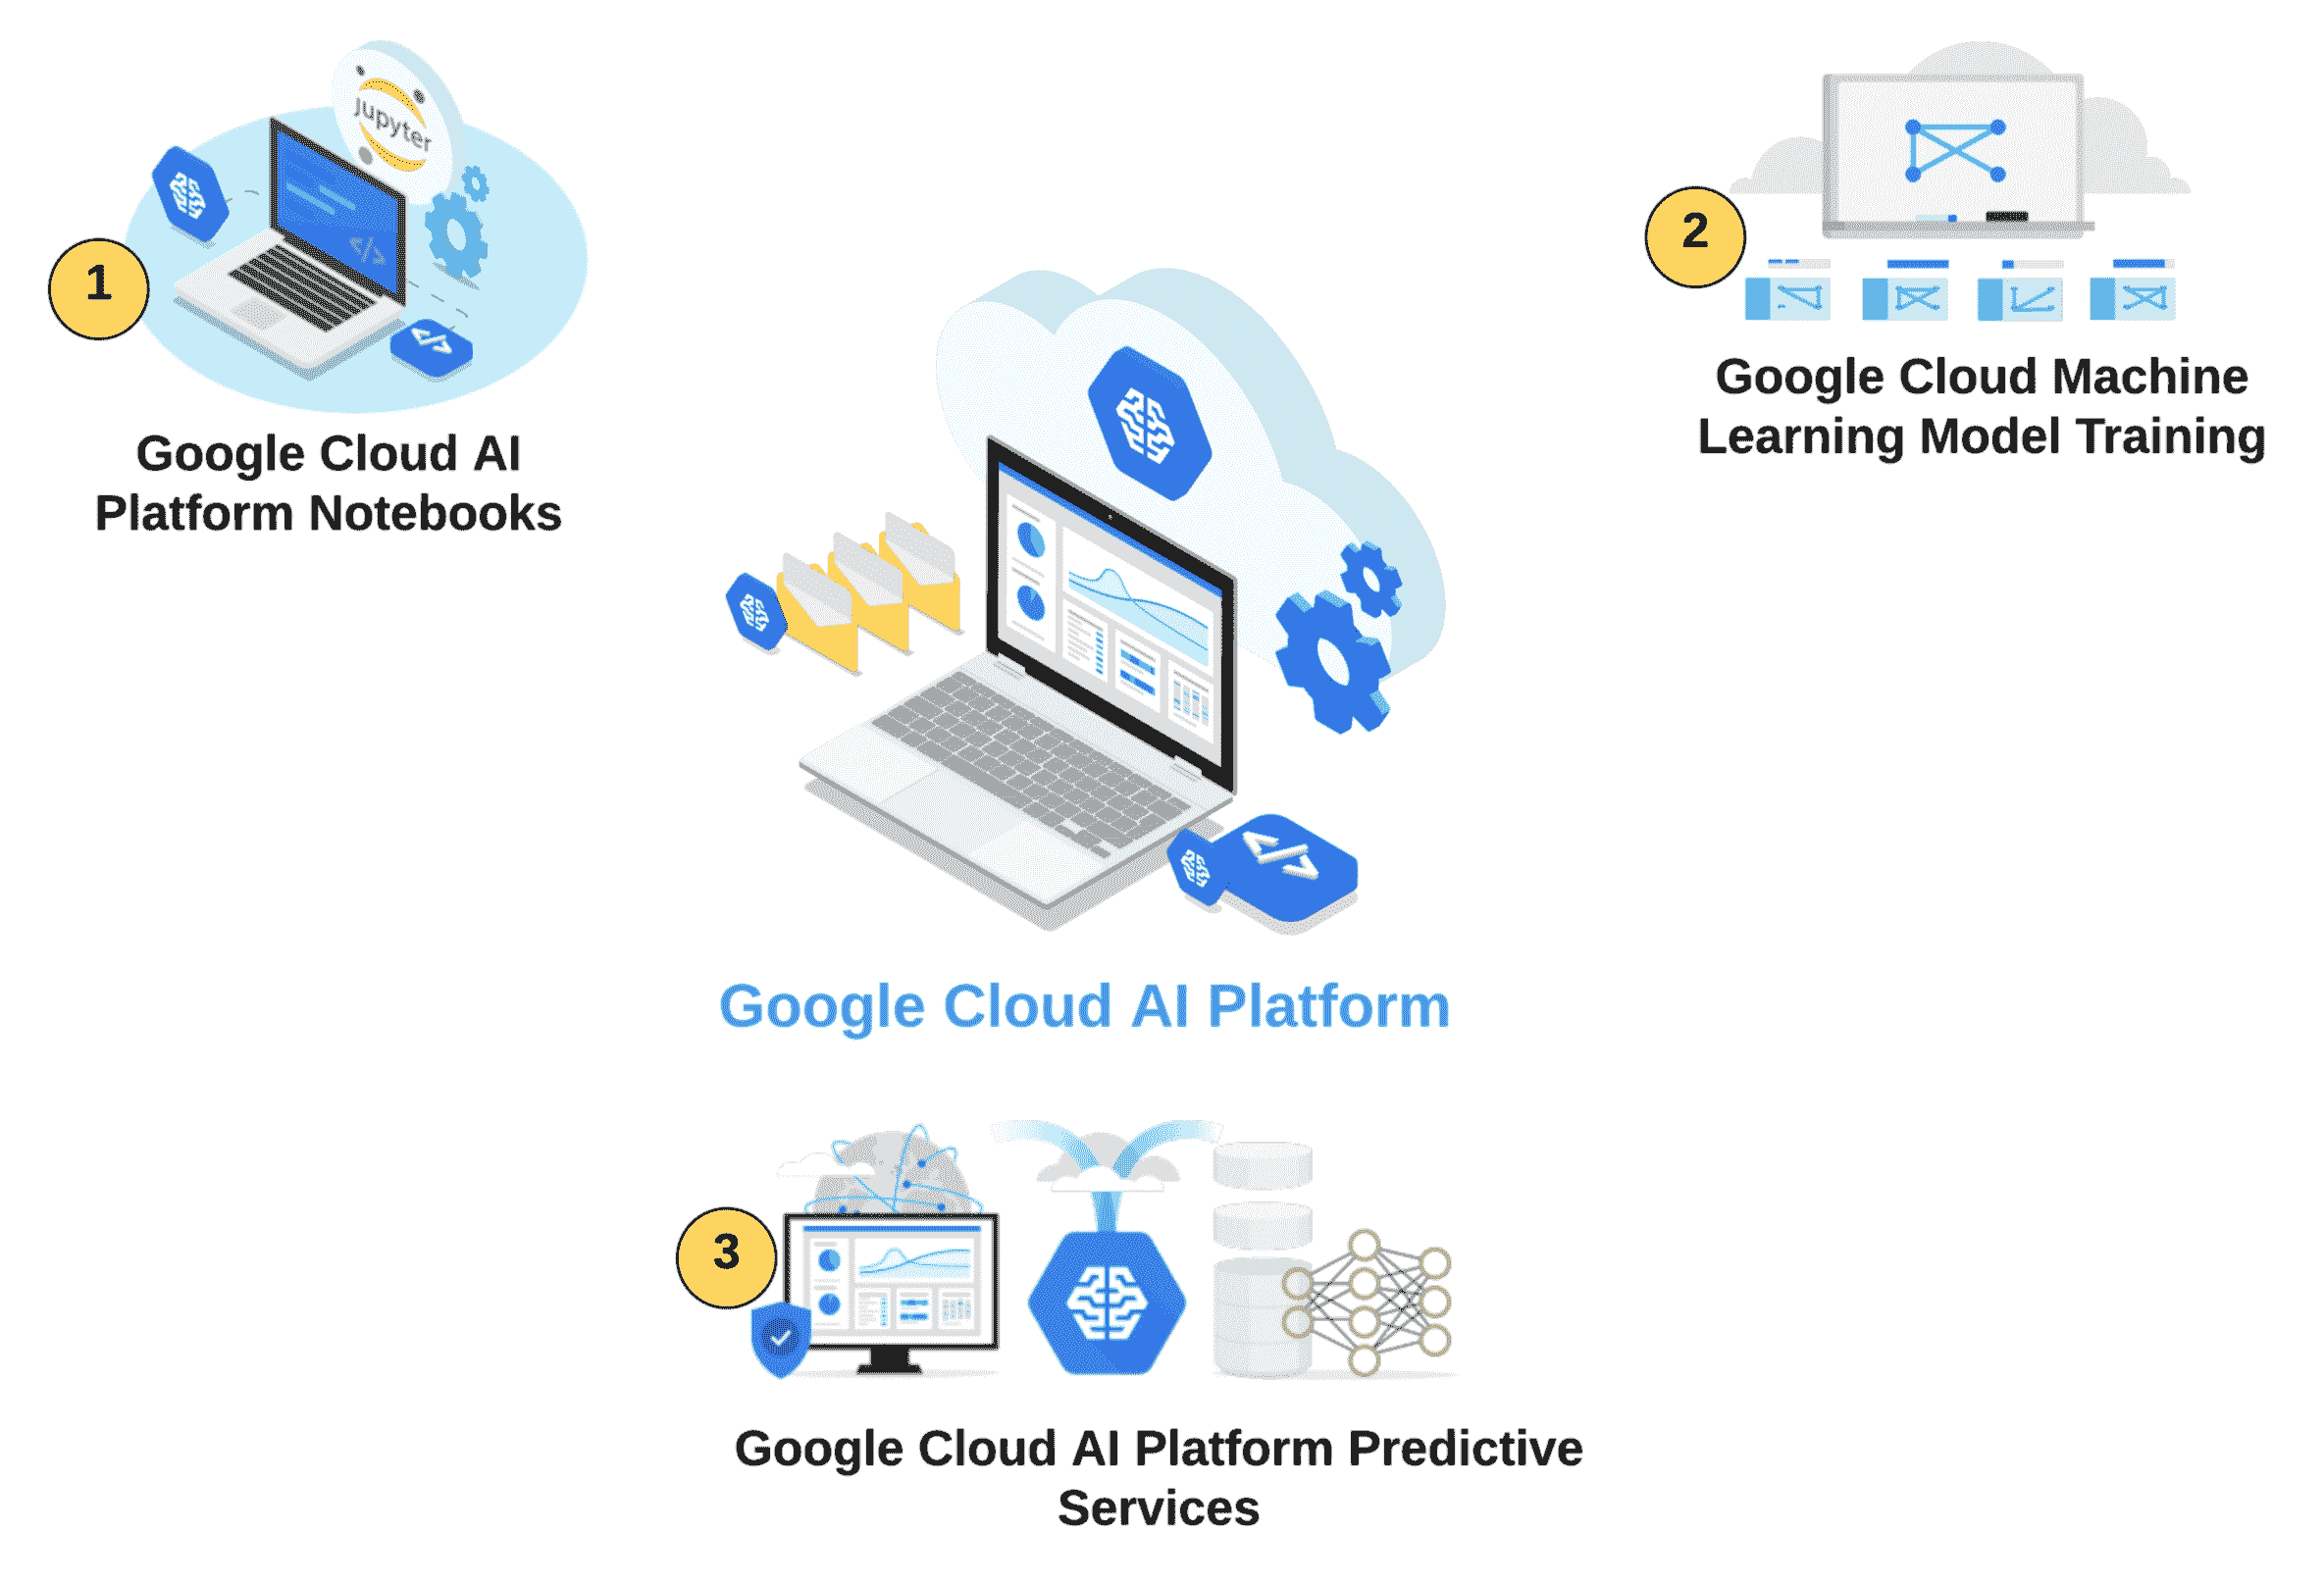 Jupyter
1
Google Cloud AI
Platform Notebooks
2
Google Cloud Machine
Learning Model Training
</>
</>
</>
Google Cloud AI Platform
3
Google Cloud AI Platform Predictive
Services